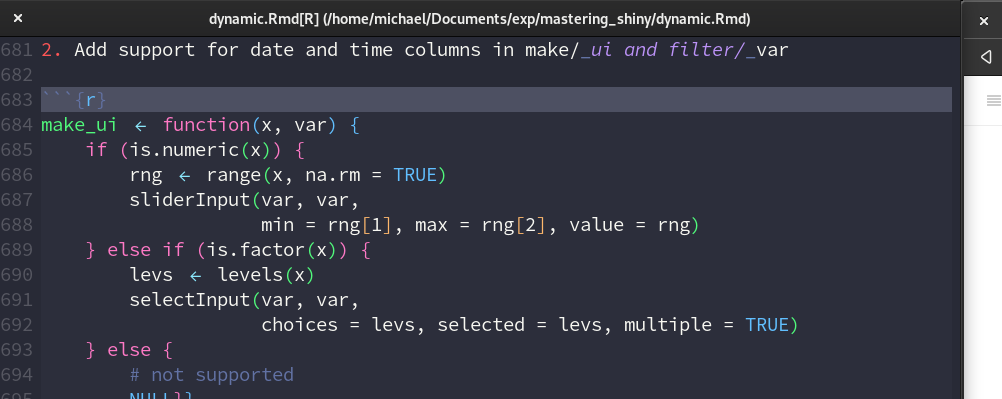 dynamic.Rmd[R] (/home/michael/Documents/exp/mastering_shiny/dynamic.Rmd)
681 2. Add support for date and time columns in make/_ui and filter/_var
682
683 ```{r}
684 make_ui ← function(x, var) {
685     if (is.numeric(x)) {
686         rng ← range(x, na.rm = TRUE)
687         sliderInput(var, var,
688                     min = rng[1], max = rng[2], value = rng)
689     } else if (is.factor(x)) {
690         levs ← levels(x)
691         selectInput(var, var,
692                     choices = levs, selected = levs, multiple = TRUE)
693     } else {
694         # not supported
695         NULL}}